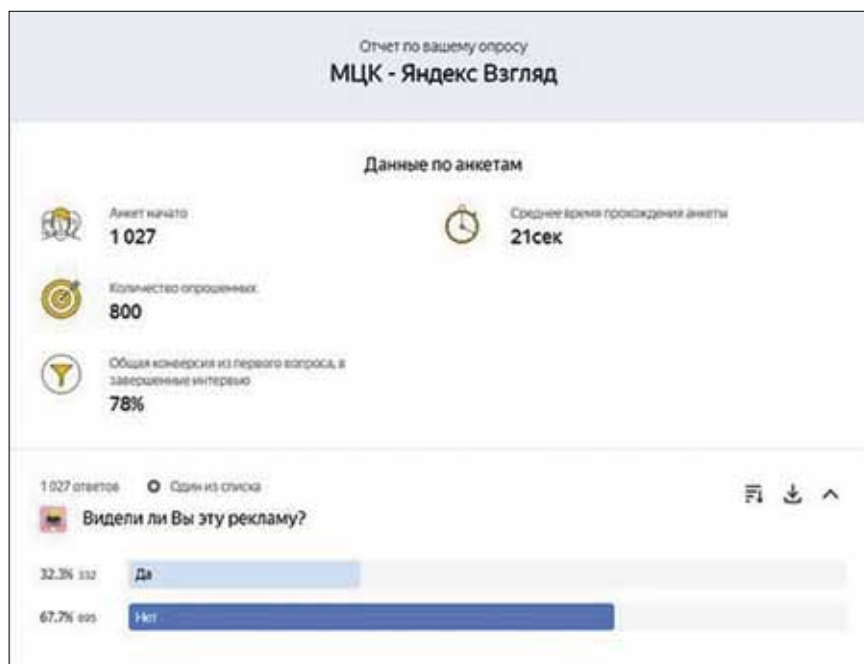 Отчет по вашему опросу
МЦК - Яндекс Взгляд
Данные по анкетам
Анкет начато
1 027
Среднее время прохождения анкеты
21сек
Количество опрошенных
800
Общая конверсия из первого вопроса, в
завершенные интервью
78%
1 027 ответов Один из списка
Видели ли Вы эту рекламу?
32.3% 332 Да
67.7% 695 Нет